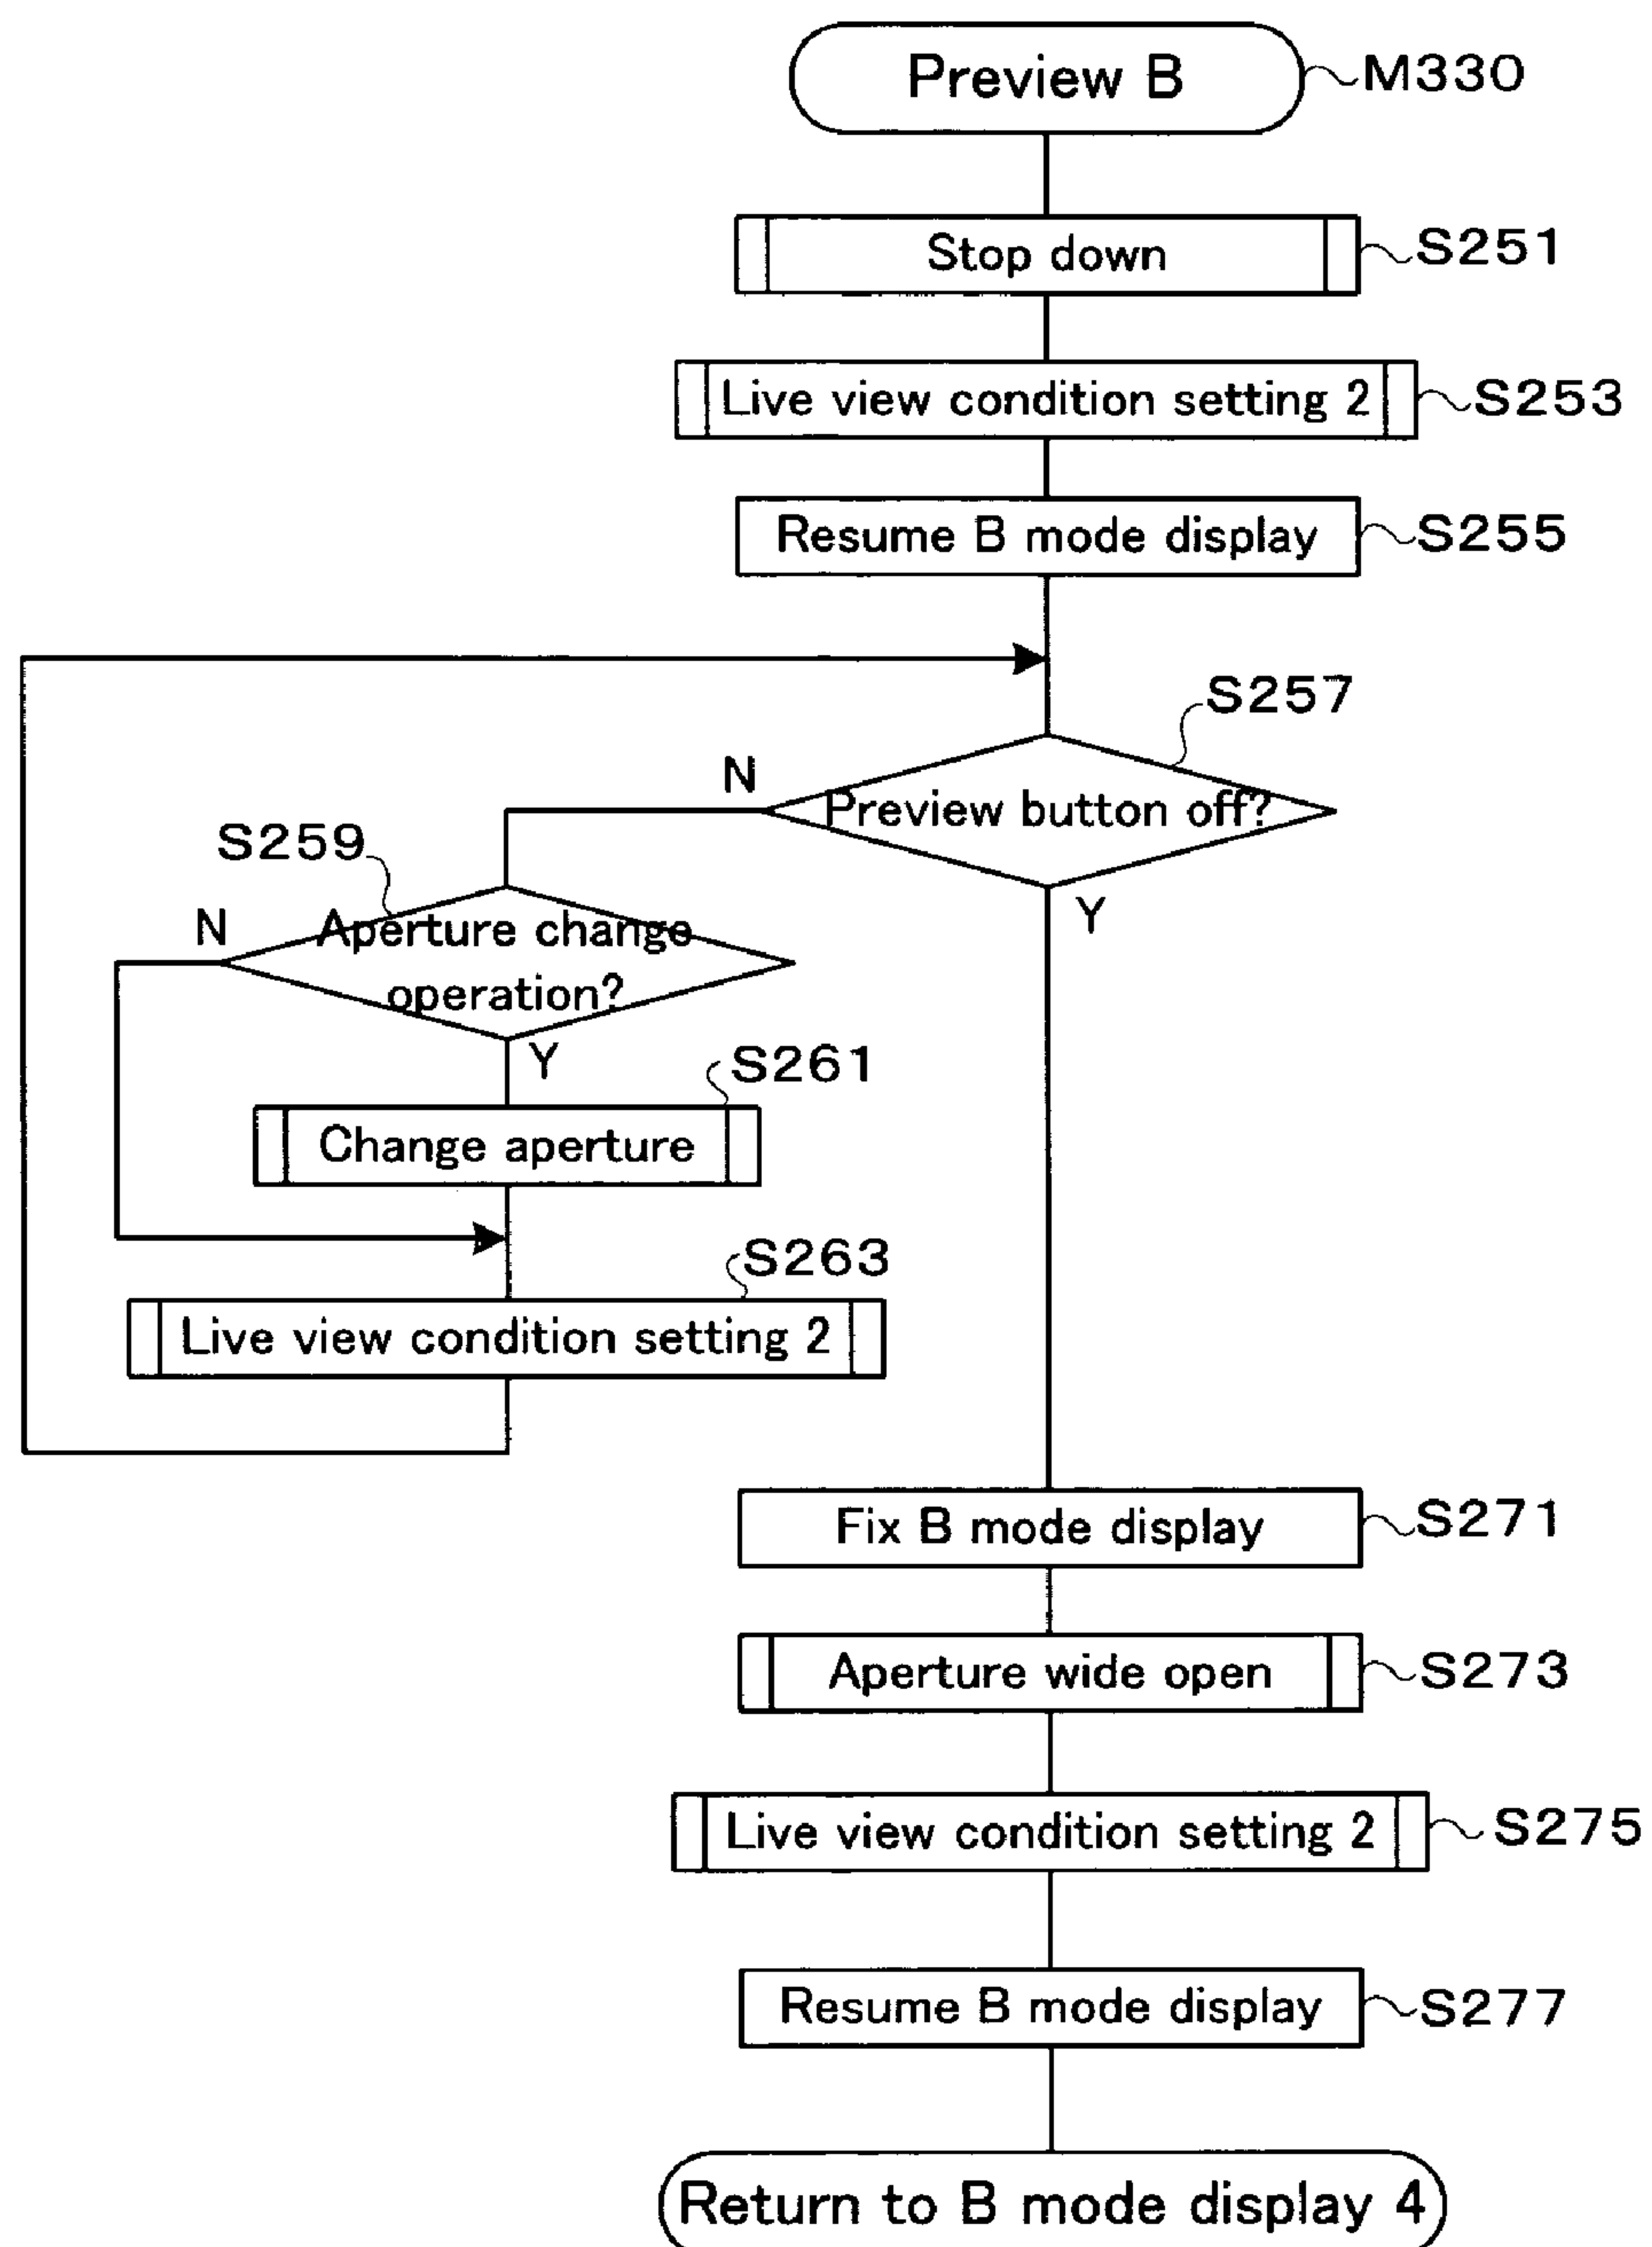 Preview B
M330
Stop down
S251
Live view condition setting 2
S253
Resume B mode display
S255
S257
N
Preview button off?
Y
S259
N
Aperture change
operation?
Y
S261
Change aperture
S263
Live view condition setting 2
Fix B mode display
S271
Aperture wide open
S273
Live view condition setting 2
S275
Resume B mode display
S277
Return to B mode display 4